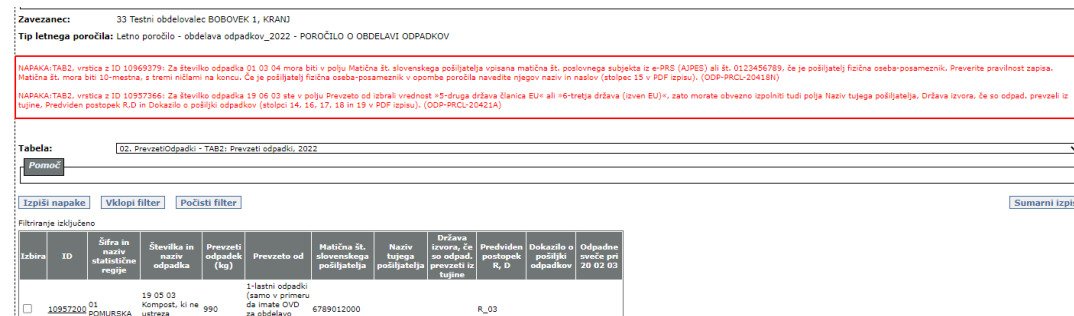 Zavezanec: 33 Testni obdelovalec BOBOVEK 1, KRANJ
Tip letnega poročila: Letno poročilo - obdelava odpadkov_2022 - POROČILO O OBDELAVI ODPADKOV
NAPAKA:TAB2, vrstica z ID 10969379: Za številko odpadka 01 03 04 mora biti v polju Matična št. slovenskega pošiljatelja vpisana matična št. poslovnega subjekta iz e-PRS (AJPES) ali št. 0123456789, če je pošiljatelj fizična oseba-posameznik. Preverite pravilnost zapisa.
Matična št. mora biti 10-mestna, s tremi ničlami na koncu. Če je pošiljatelj fizična oseba-posameznik v opombe poročila navedite njegov naziv in naslov (stolpec 15 v PDF izpisu). (ODP-PRCL-20418N)
NAPAKA:TAB2, vrstica z ID 10957366: Za številko odpadka 19 06 03 ste v polju Prevzeto od izbrali vrednost »5-druga država članica EU« ali »6-tretja država (izven EU)«, zato morate obvezno izpolniti tudi polja Naziv tujega pošiljatelja, Država izvora, če so odpad. prevzeli iz
tujine, Predviden postopek R,D in Dokazilo o pošiljki odpadkov (stolpci 14, 16, 17, 18 in 19 v PDF izpisu). (ODP-PRCL-20421A)
Tabela: 02. PrevzetiOdpadki - TAB2: Prevzeti odpadki, 2022
Pomoč
Izpiši napake Vklopi filter Počisti filter Sumarni izpis
Filtriranje izključeno
Izbira ID Šifra in naziv statistične regije Številka in naziv odpadka Prevzeti odpadek (kg) Prevzeto od Matična št. slovenskega pošiljatelja Naziv tujega pošiljatelja Država izvora, če so odpad. prevzeti iz tujine Predviden postopek R, D Dokazilo o pošiljki odpadkov Odpadne sveče pri 20 02 03
10957200 01 POMURSKA 19 05 03 Kompost, ki ne ustreza 990 1-lastni odpadki (samo v primeru da imate OVD za obdelavo 6789012000 R_03